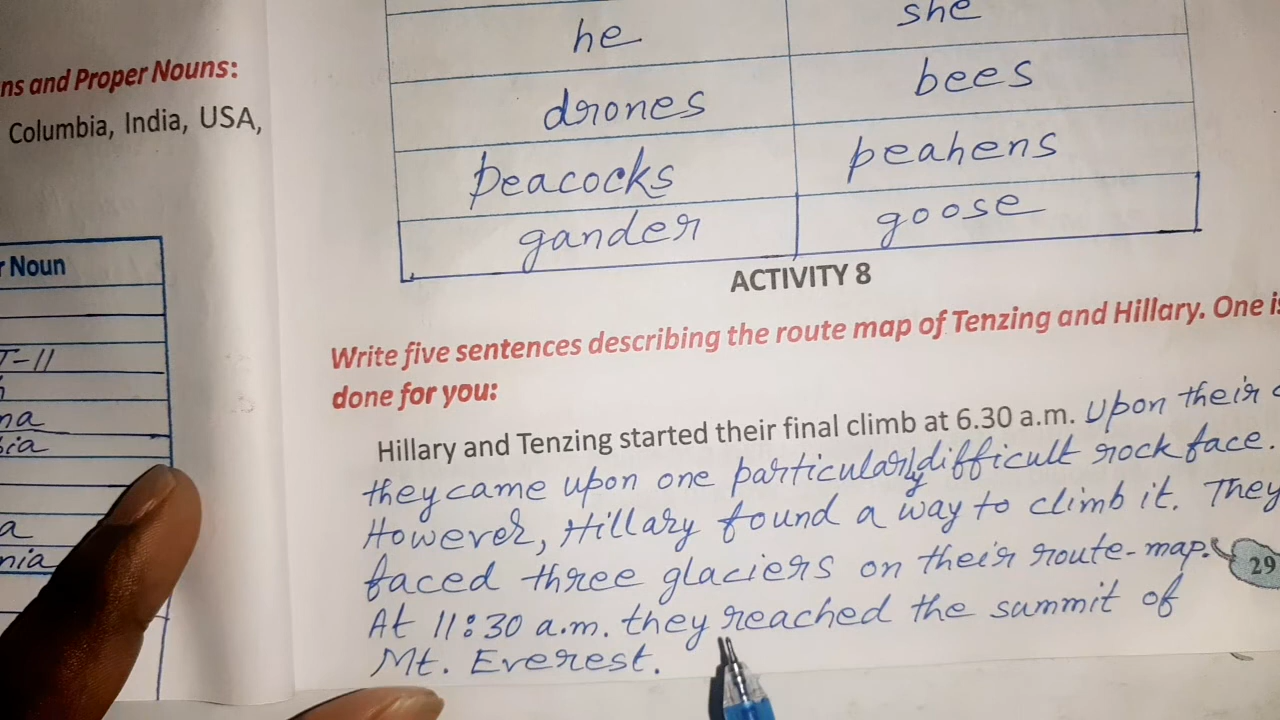 ns and Proper Nouns:
Columbia, India, USA,
r Noun
T-11
na
bia
a
nia
he she
drones bees
peacocks peahens
gander goose
ACTIVITY 8
Write five sentences describing the route map of Tenzing and Hillary. One is
done for you:
Hillary and Tenzing started their final climb at 6.30 a.m. Upon their
they came upon one particularly difficult rock face.
However, Hillary found a way to climb it. They
faced three glaciers on their route-map.
At 11:30 a.m. they reached the summit of
Mt. Everest.
29